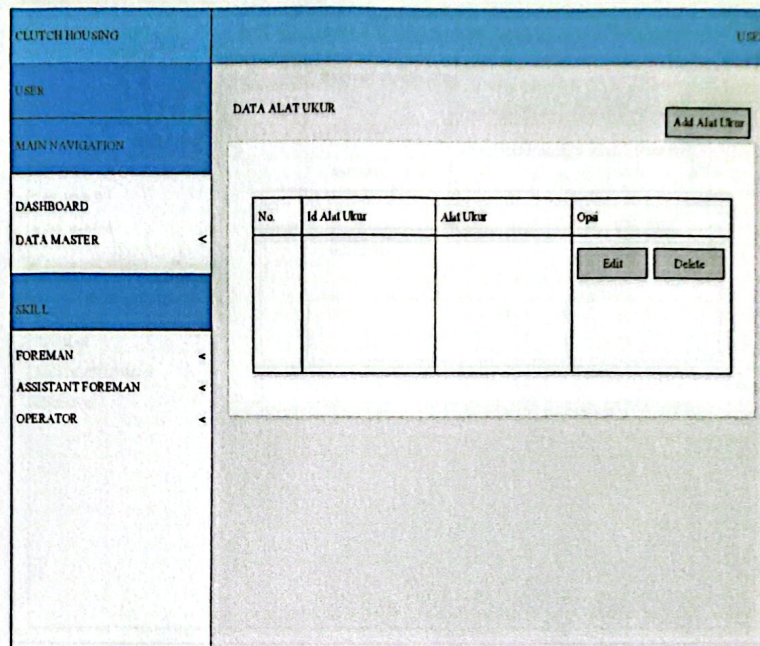 CLUTCH HOUSING
USER
USER
MAIN NAVIGATION
DASHBOARD
DATA MASTER <
SKILL
FOREMAN <
ASSISTANT FOREMAN <
OPERATOR <
DATA ALAT UKUR
Add Alat Ukur
No. Id Alat Ukur Alat Ukur Opsi
Edit Delete